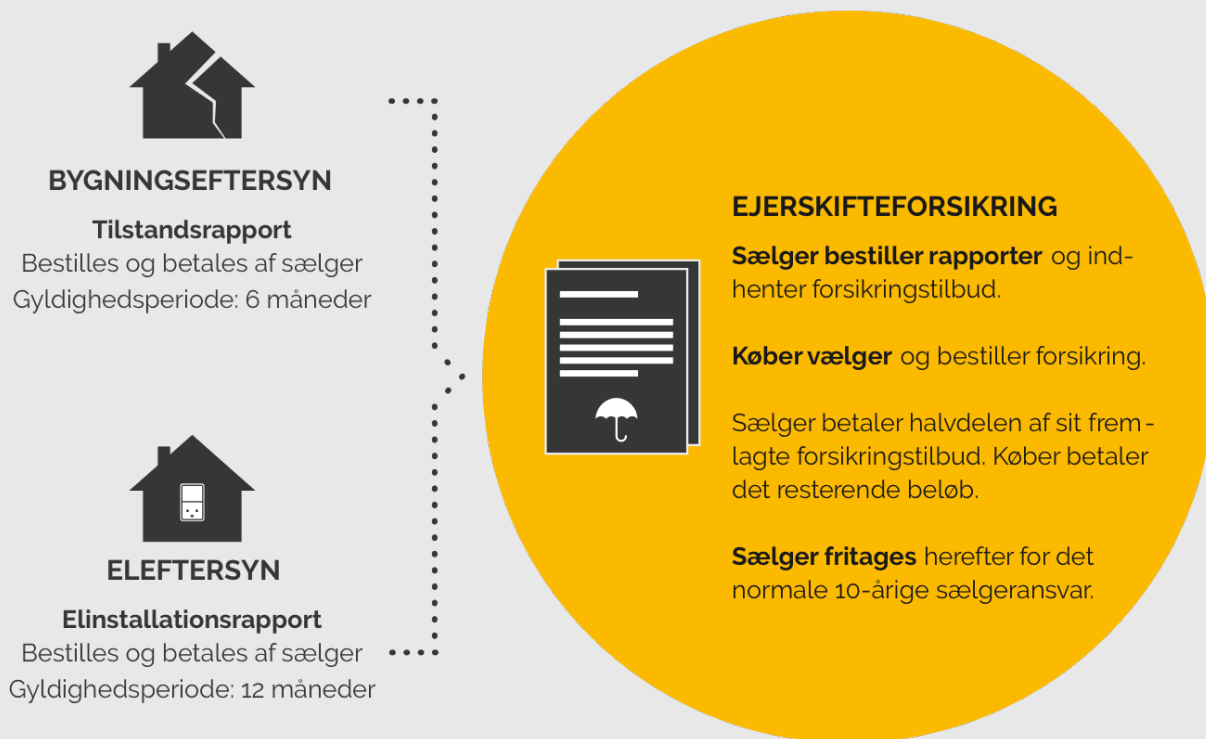 BYGNINGSEFTERSYN
Tilstandsrapport
Bestilles og betales af sælger
Gyldighedsperiode: 6 måneder
ELEFTERSYN
Elinstallationsrapport
Bestilles og betales af sælger
Gyldighedsperiode: 12 måneder
EJERSKIFTEFORSIKRING
Sælger bestiller rapporter og ind-
henter forsikringstilbud.
Køber vælger og bestiller forsikring.
Sælger betaler halvdelen af sit frem-
lagte forsikringstilbud. Køber betaler
det resterende beløb.
Sælger fritages herefter for det
normale 10-årige sælgeransvar.